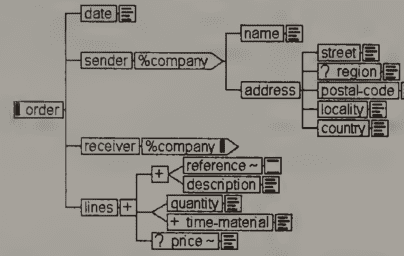 date
name
sender %company
street
? region
order
address postal-code
locality
country
receiver %company
+ reference ~
description
lines +
quantity
+ time-material
? price ~